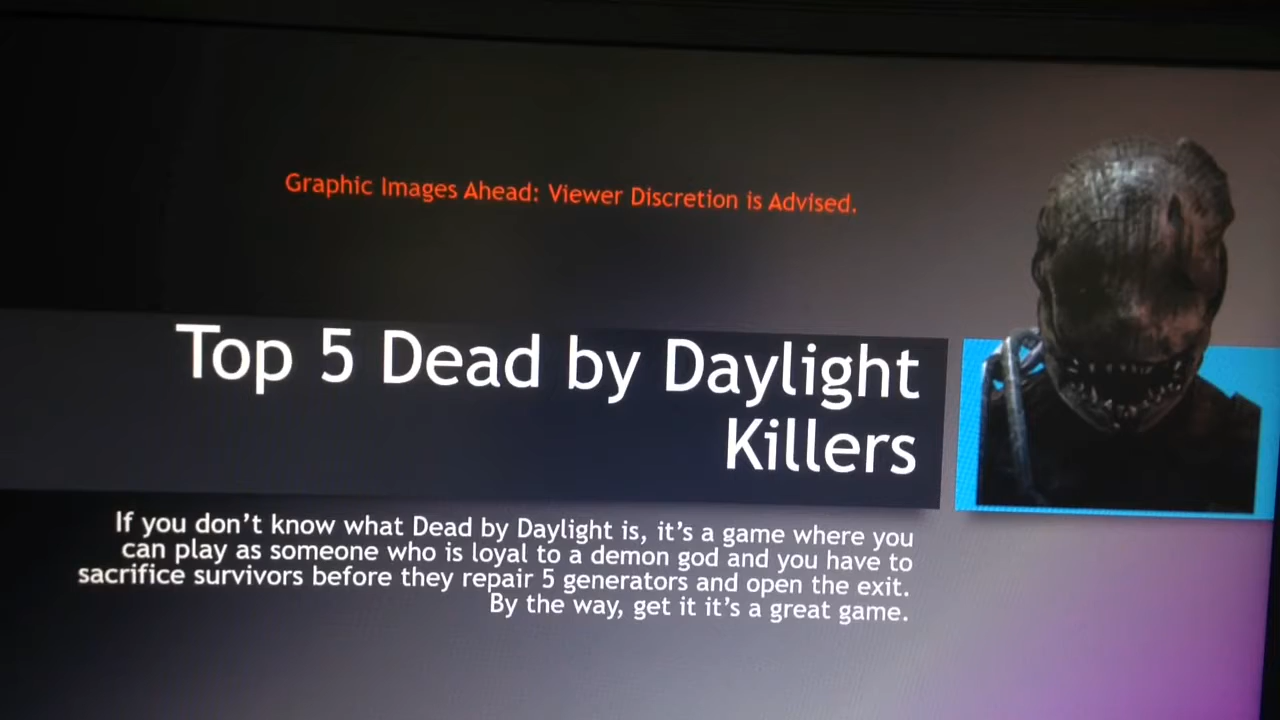 Graphic Images Ahead: Viewer Discretion is Advised.
Top 5 Dead by Daylight
Killers
If you don't know what Dead by Daylight is, it's a game where you
can play as someone who is loyal to a demon god and you have to
sacrifice survivors before they repair 5 generators and open the exit.
By the way, get it it's a great game.